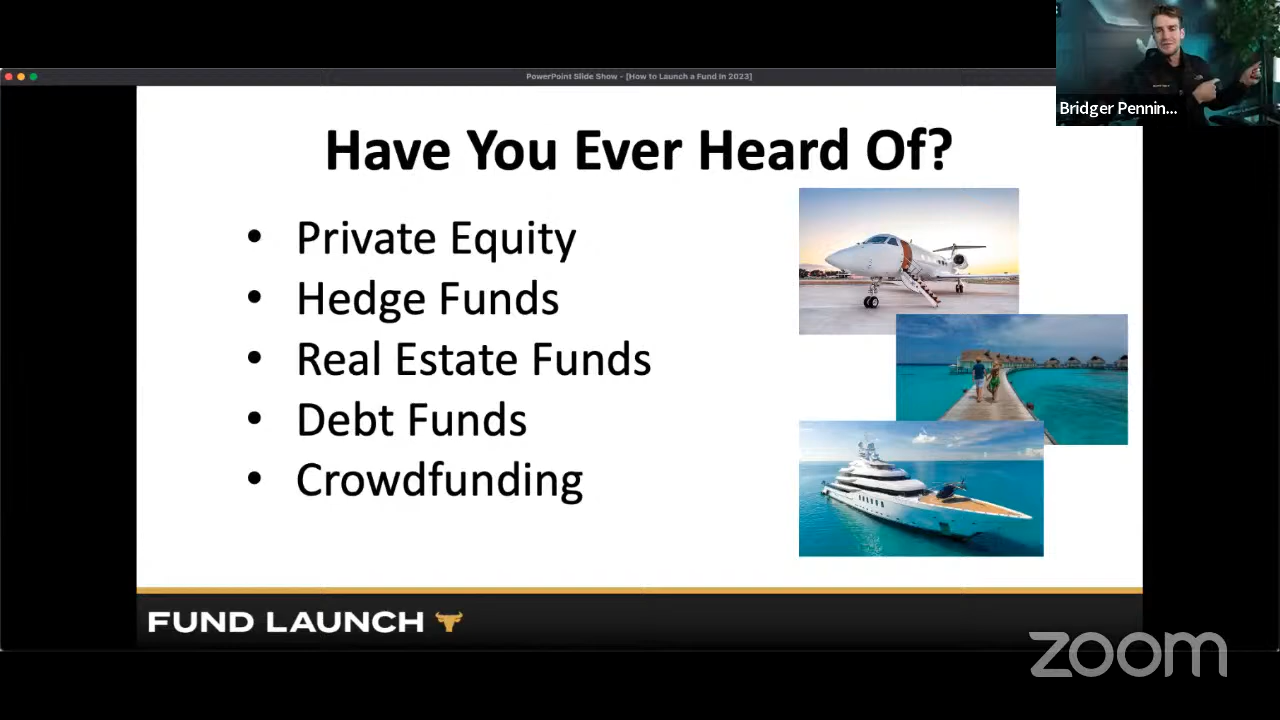 Bridger Pennin...
PowerPoint Slide Show - [How to Launch a Fund In 2023]
Have You Ever Heard Of?
• Private Equity
• Hedge Funds
• Real Estate Funds
• Debt Funds
• Crowdfunding
FUND LAUNCH
zoom